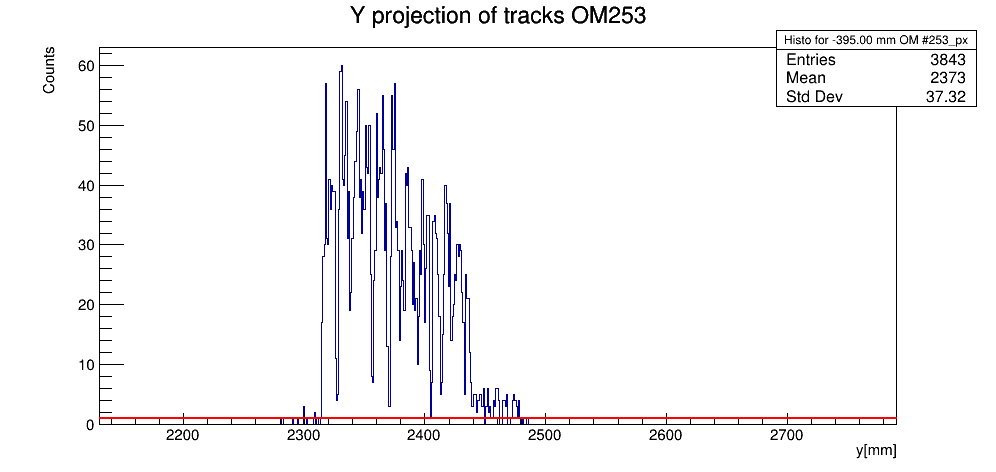 Y projection of tracks OM253
Histo for -395.00 mm OM #253_px
Entries 3843
Mean 2373
Std Dev 37.32
Counts
60
50
40
30
20
10
0
2200 2300 2400 2500 2600 2700
y[mm]